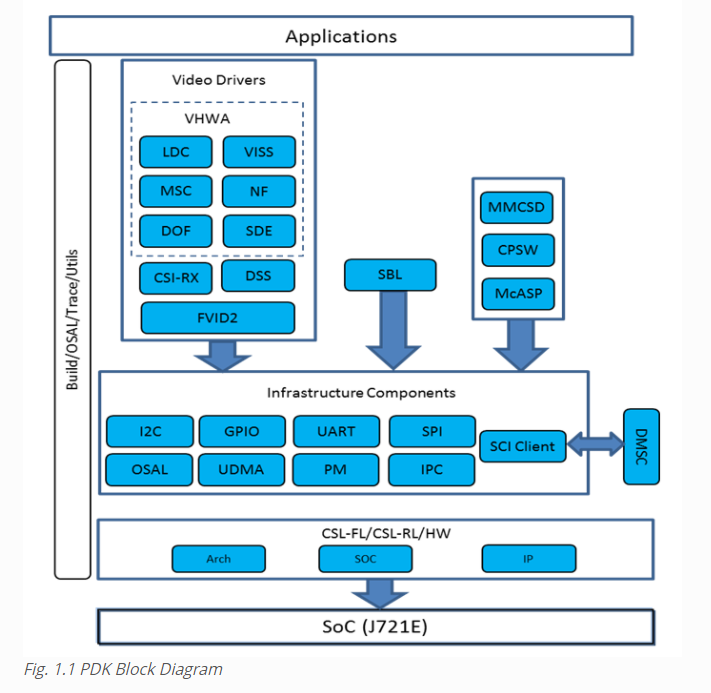 Applications
Build/OSAL/Trace/Utils
Video Drivers
VHWA
LDC
VISS
MSC
NF
DOF
SDE
CSI-RX
DSS
FVID2
SBL
MMCSD
CPSW
McASP
Infrastructure Components
I2C
GPIO
UART
SPI
SCI Client
OSAL
UDMA
PM
IPC
DMSC
CSL-FL/CSL-RL/HW
Arch
SOC
IP
SoC (J721E)
Fig. 1.1 PDK Block Diagram